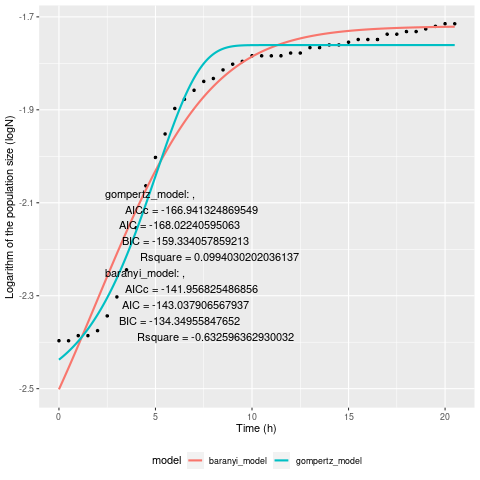 -1.7
-1.9
-2.1
-2.3
-2.5
Logarithm of the population size (logN)
gompertz_model: ,
AICc = -166.941324869549
AIC = -168.02240595063
BIC = -159.334057859213
Rsquare = 0.0994030202036137
baranyi_model: ,
AICc = -141.956825486856
AIC = -143.037906567937
BIC = -134.34955847652
Rsquare = -0.632596362930032
0 5 10 15 20
Time (h)
model baranyi_model gompertz_model